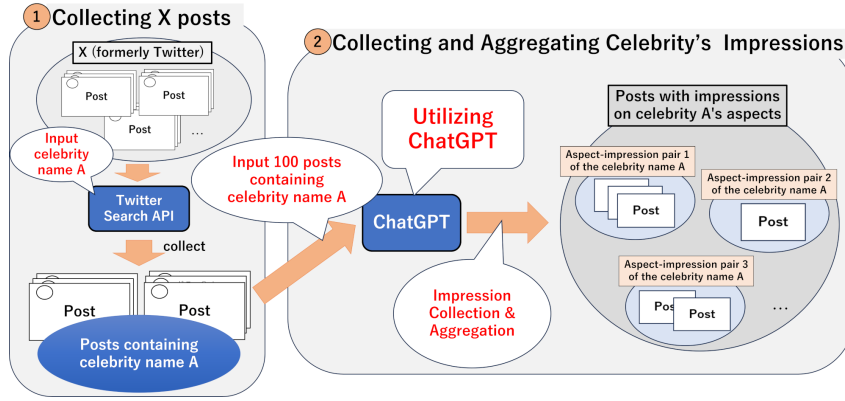 1 Collecting X posts
X (formerly Twitter)
Post
Post
Post
...
Input
celebrity
name A
Twitter
Search API
collect
Post
Post
Posts containing
celebrity name A
2 Collecting and Aggregating Celebrity's Impressions
Input 100 posts
containing
celebrity name A
Utilizing
ChatGPT
ChatGPT
Impression
Collection &
Aggregation
Posts with impressions
on celebrity A's aspects
Aspect-impression pair 1
of the celebrity name A
Post
Aspect-impression pair 2
of the celebrity name A
Post
Aspect-impression pair 3
of the celebrity name A
Post
...